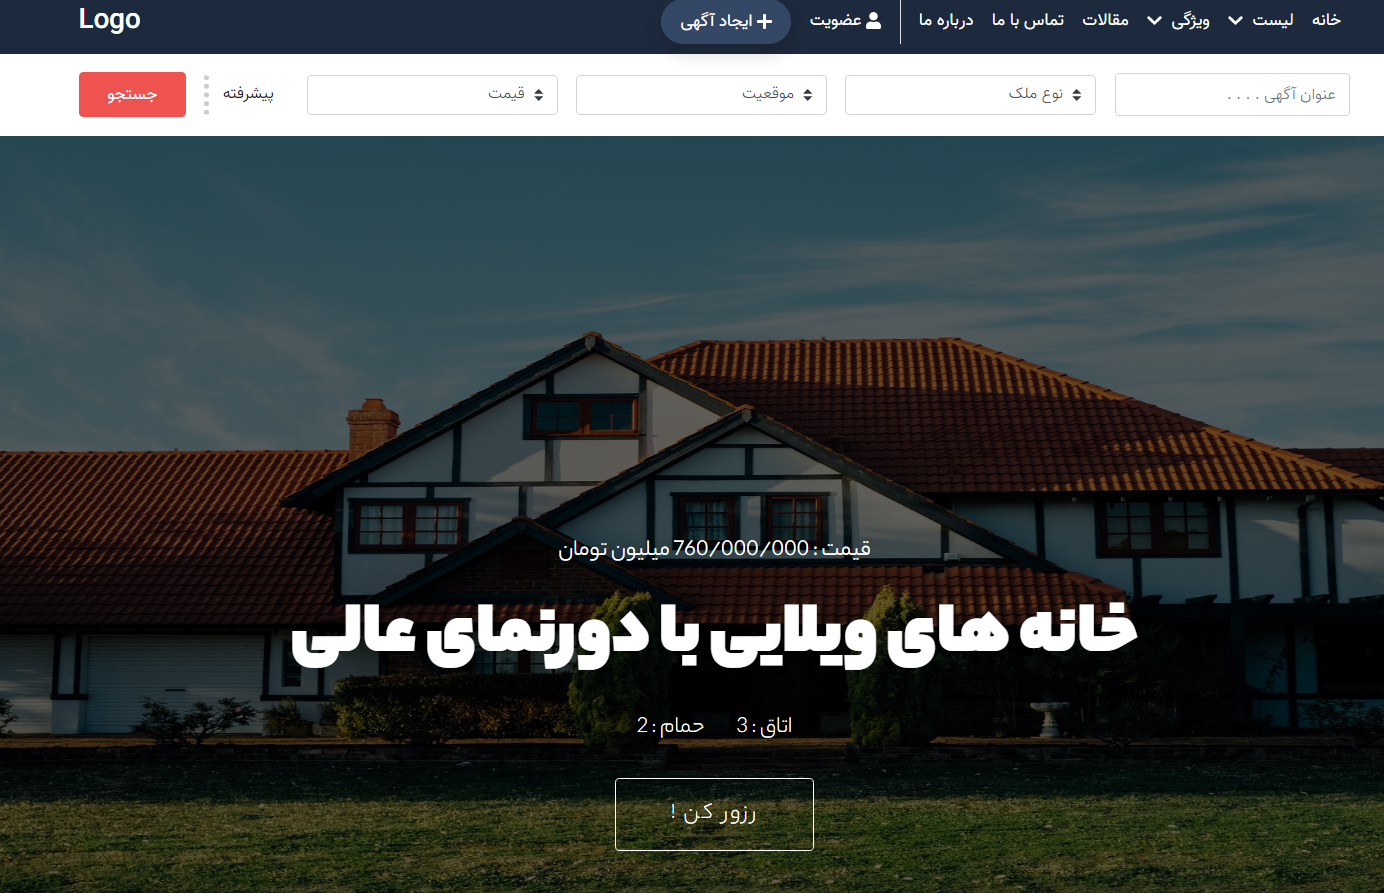 خانه لیست ویژگی مقالات تماس با ما درباره ما عضویت ایجاد آگهی Logo
عنوان آگهی . . . . نوع ملک موقعیت قیمت پیشرفته جستجو
قیمت : 760/000/000 میلیون تومان
خانه های ویلایی با دورنمای عالی
اتاق : 3 حمام : 2
رزور کن !